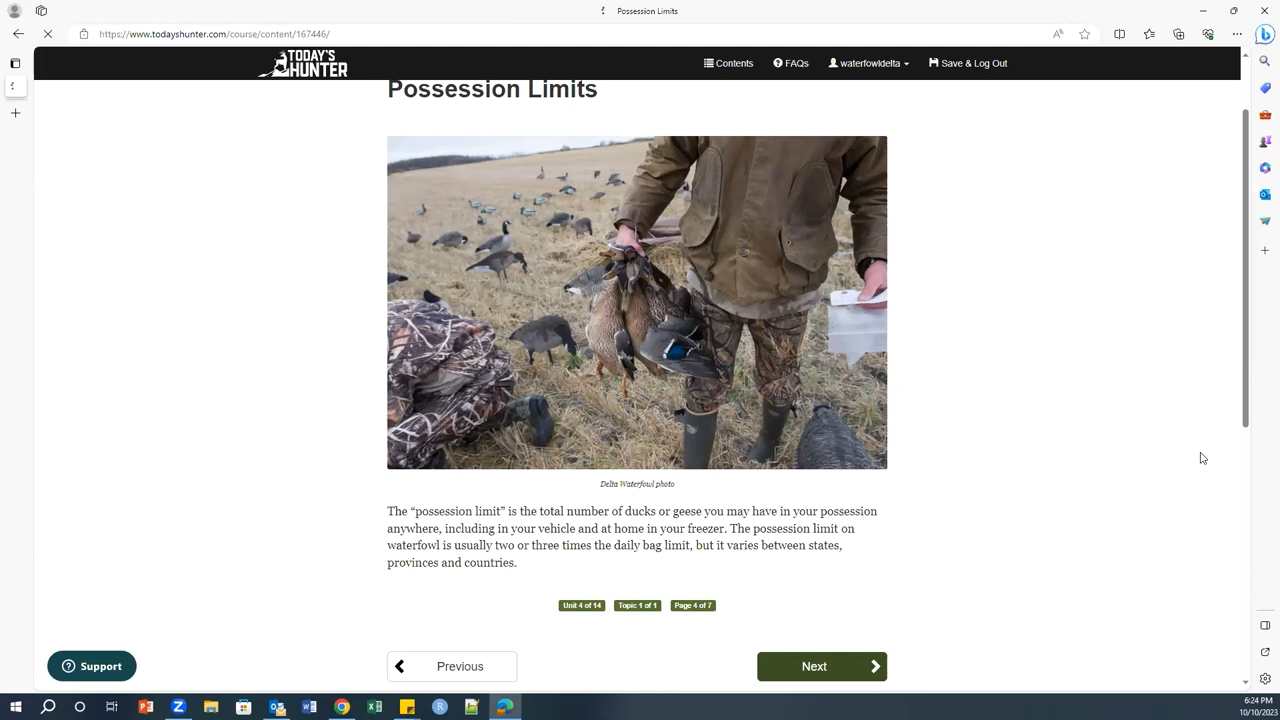 Possession Limits
https://www.todayshunter.com/course/content/167446/
TODAY'S
HUNTER
Contents
FAQs
waterfowldelta
Save & Log Out
Possession Limits
Delta Waterfowl photo
The “possession limit” is the total number of ducks or geese you may have in your possession
anywhere, including in your vehicle and at home in your freezer. The possession limit on
waterfowl is usually two or three times the daily bag limit, but it varies between states,
provinces and countries.
Unit 4 of 14 Topic 1 of 1 Page 4 of 7
Support
Previous
Next
6:24 PM
10/10/2023